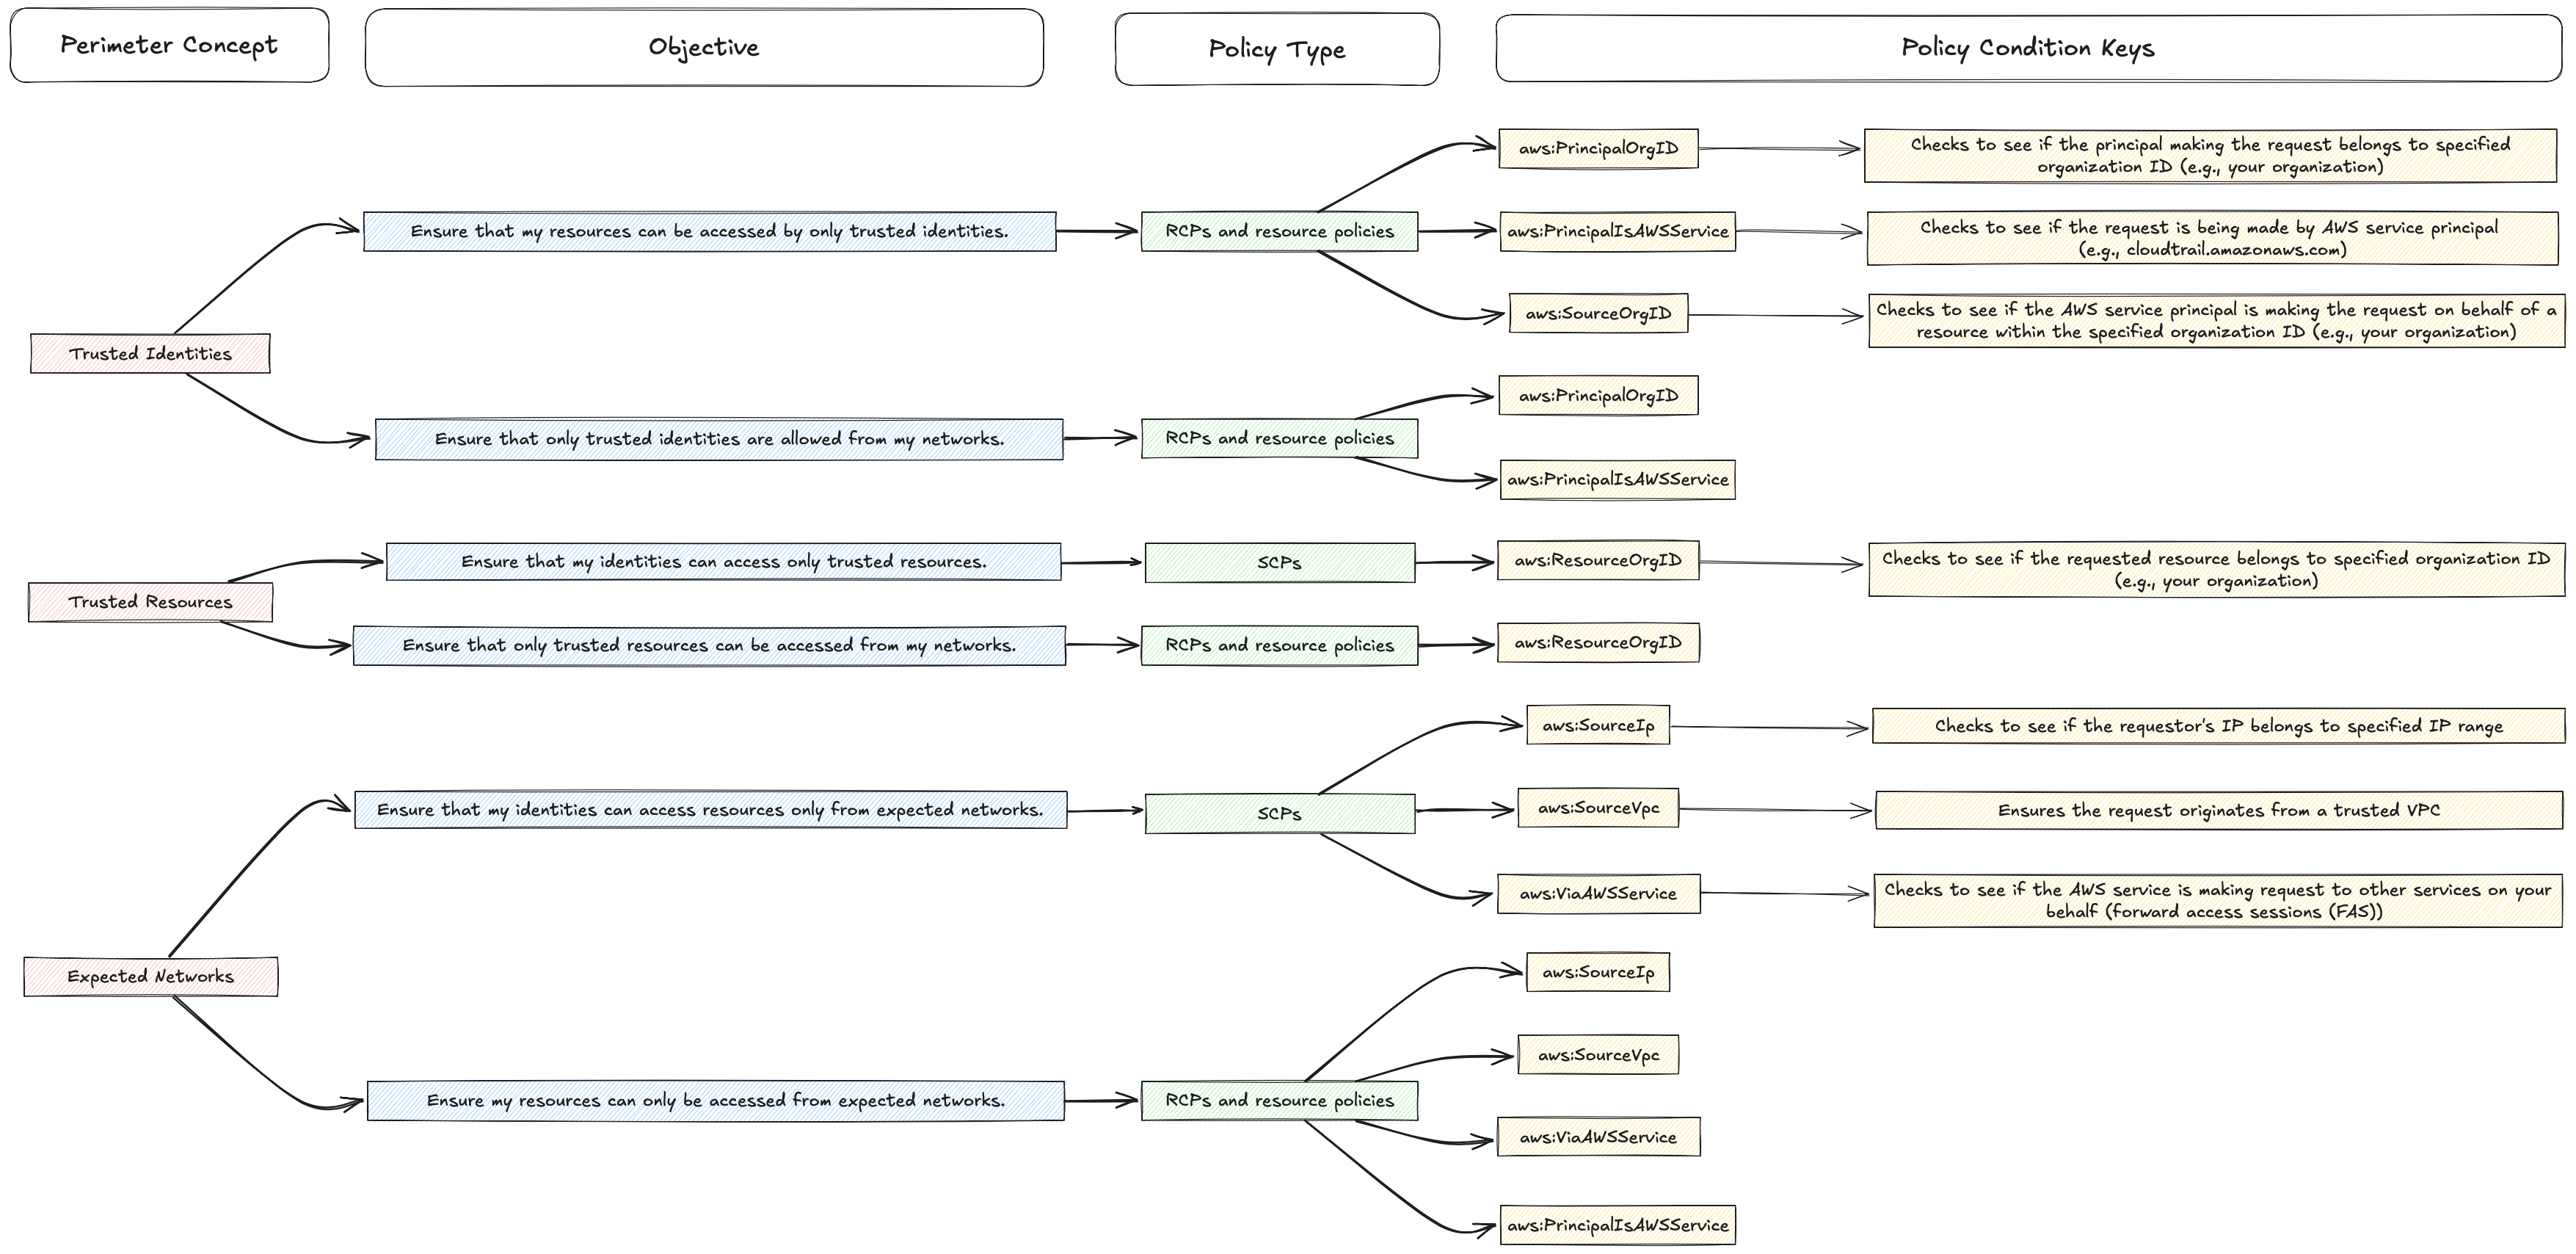 Perimeter Concept
Objective
Policy Type
Policy Condition Keys
Trusted Identities
Ensure that my resources can be accessed by only trusted identities.
RCPs and resource policies
aws:PrincipalOrgID
Checks to see if the principal making the request belongs to specified
organization ID (e.g., your organization)
aws:PrincipalIsAWSService
Checks to see if the request is being made by AWS service principal
(e.g., cloudtrail.amazonaws.com)
aws:SourceOrgID
Checks to see if the AWS service principal is making the request on behalf of a
resource within the specified organization ID (e.g., your organization)
Ensure that only trusted identities are allowed from my networks.
RCPs and resource policies
aws:PrincipalOrgID
aws:PrincipalIsAWSService
Trusted Resources
Ensure that my identities can access only trusted resources.
SCPs
aws:ResourceOrgID
Checks to see if the requested resource belongs to specified organization ID
(e.g., your organization)
Ensure that only trusted resources can be accessed from my networks.
RCPs and resource policies
aws:ResourceOrgID
Expected Networks
Ensure that my identities can access resources only from expected networks.
SCPs
aws:SourceIp
Checks to see if the requestor's IP belongs to specified IP range
aws:SourceVpc
Ensures the request originates from a trusted VPC
aws:ViaAWSService
Checks to see if the AWS service is making request to other services on your
behalf (forward access sessions (FAS))
Ensure my resources can only be accessed from expected networks.
RCPs and resource policies
aws:SourceIp
aws:SourceVpc
aws:ViaAWSService
aws:PrincipalIsAWSService